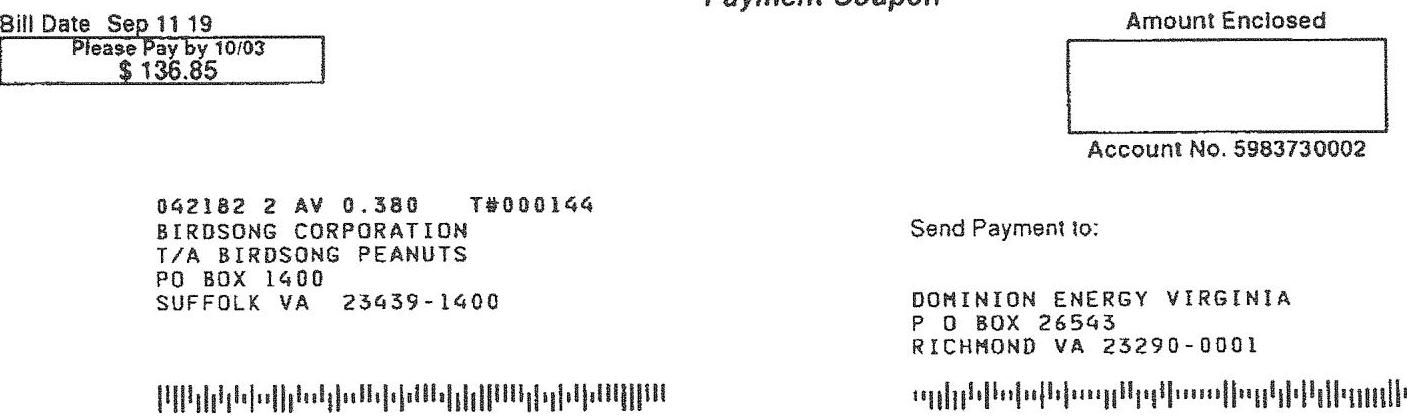 Payment Coupon
Bill Date Sep 11 19
Please Pay by 10/03
$ 136.85
Amount Enclosed
Account No. 5983730002
042182 2 AV 0.380 T#000144
BIRDSONG CORPORATION
T/A BIRDSONG PEANUTS
PO BOX 1400
SUFFOLK VA 23439-1400
Send Payment to:
DOMINION ENERGY VIRGINIA
P O BOX 26543
RICHMOND VA 23290-0001